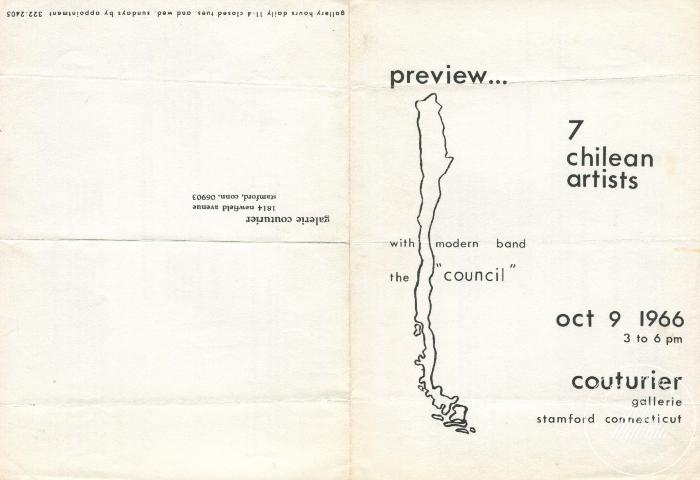 gallery hours daily 11-4 closed tues. and wed. sundays by appointment 322-2405
galerie couturier
1814 newfield avenue
stamford, conn. 06903
preview...
7
chilean
artists
with modern band
the "council"
oct 9 1966
3 to 6 pm
couturier
gallerie
stamford connecticut